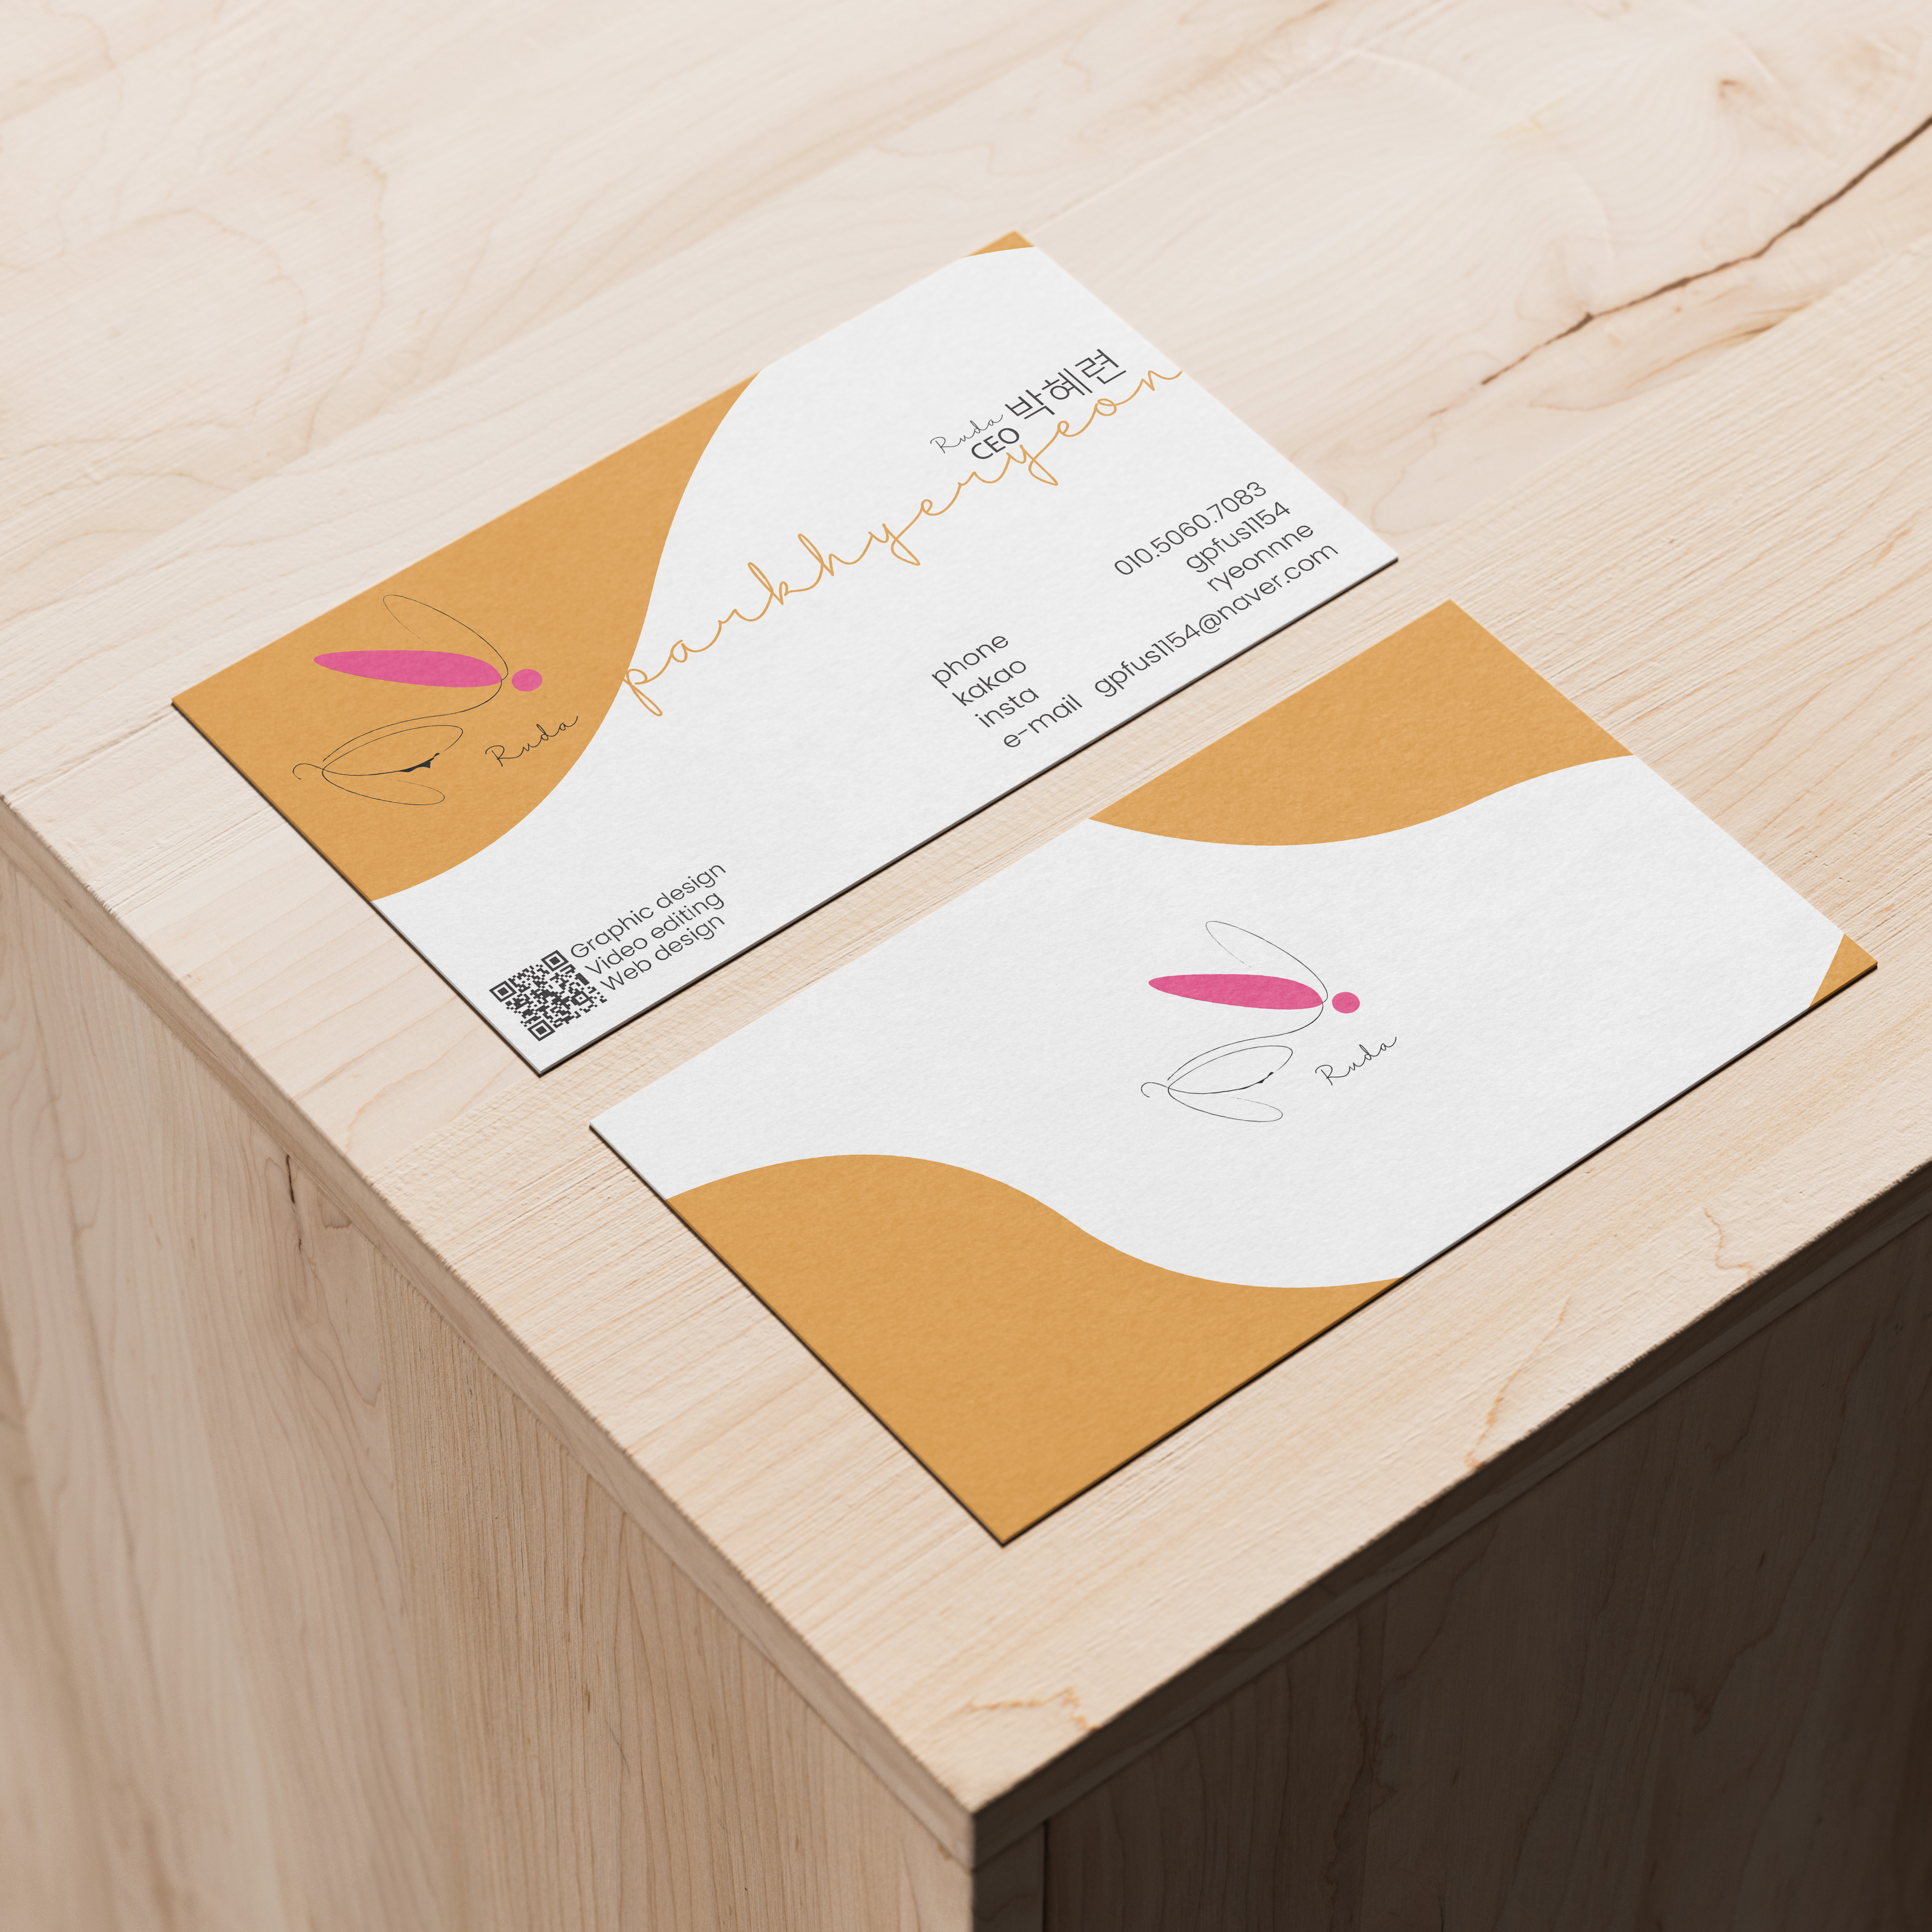 Ruda 박혜련
CEO
parkhyeryeon
Ruda
phone 010.5060.7083
kakao gpfus1154
insta ryeonnne
e-mail gpfus1154@naver.com
Graphic design
Video editing
Web design
Ruda